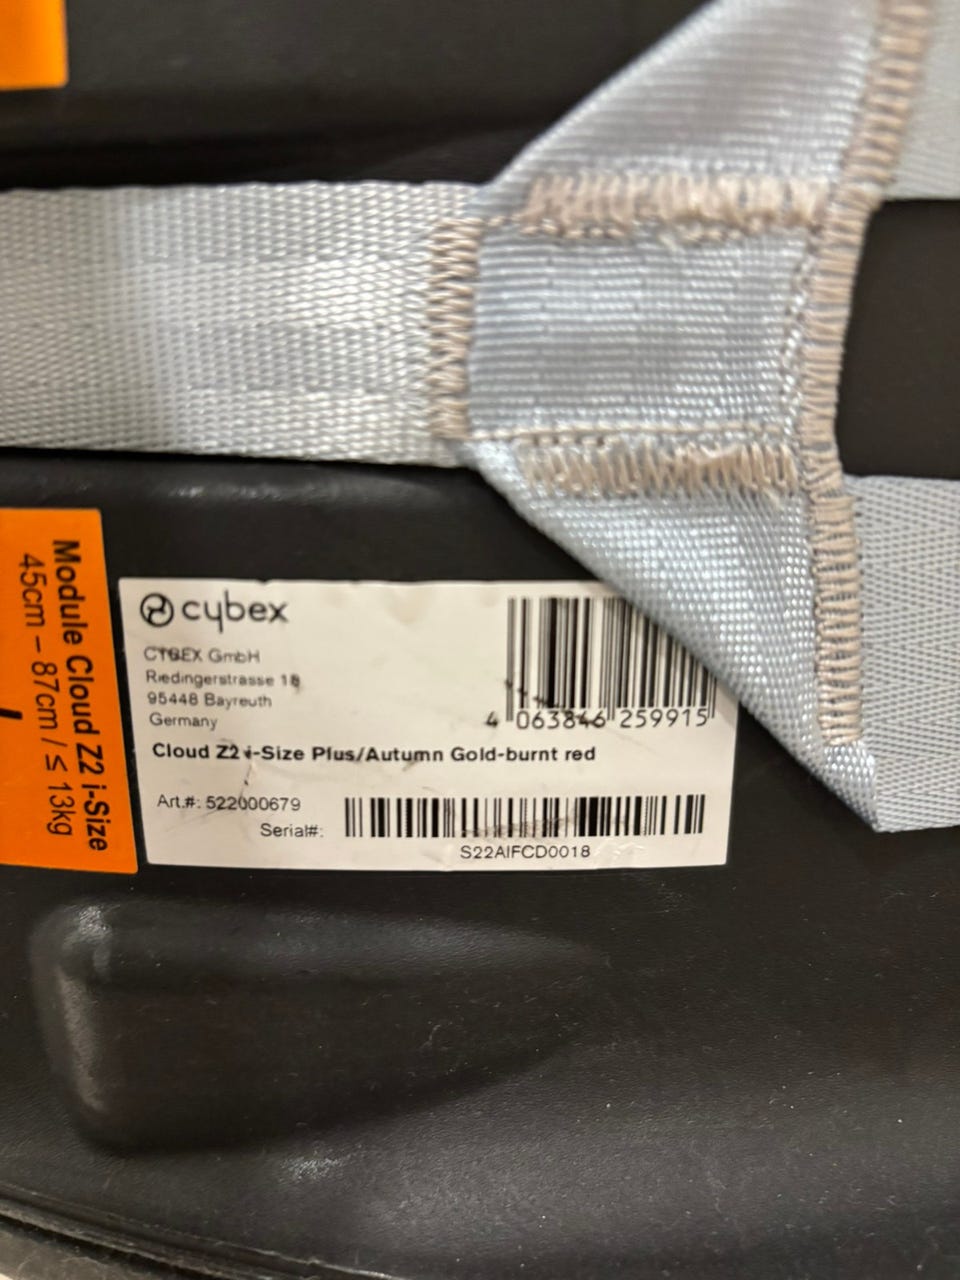 Module Cloud Z2 i-Size
45cm – 87cm / ≤ 13kg
cybex
CYBEX GmbH
Riedingerstrasse 18
95448 Bayreuth
Germany
4 063846 259915
Cloud Z2 i-Size Plus/Autumn Gold-burnt red
Art.#: 522000679
Serial#:
S22AIFCD0018